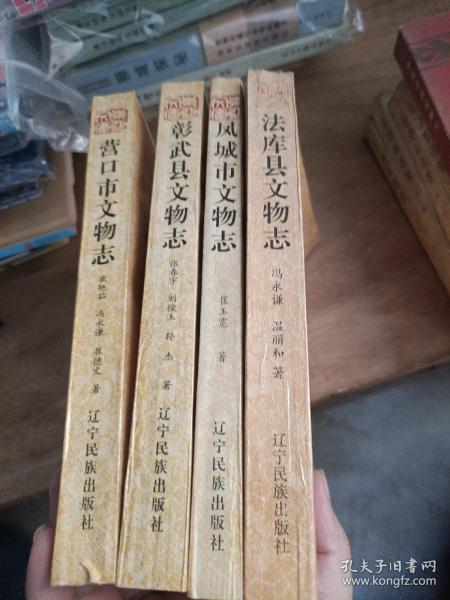 营口市文物志
崔艳茹 冯永谦 崔德文 著
辽宁民族出版社
彰武县文物志
张春宇 刘俊玉 孙杰 著
辽宁民族出版社
凤城市文物志
崔玉宽 著
辽宁民族出版社
法库县文物志
冯永谦 温丽和 著
辽宁民族出版社
孔夫子旧书网
www.kongfz.com